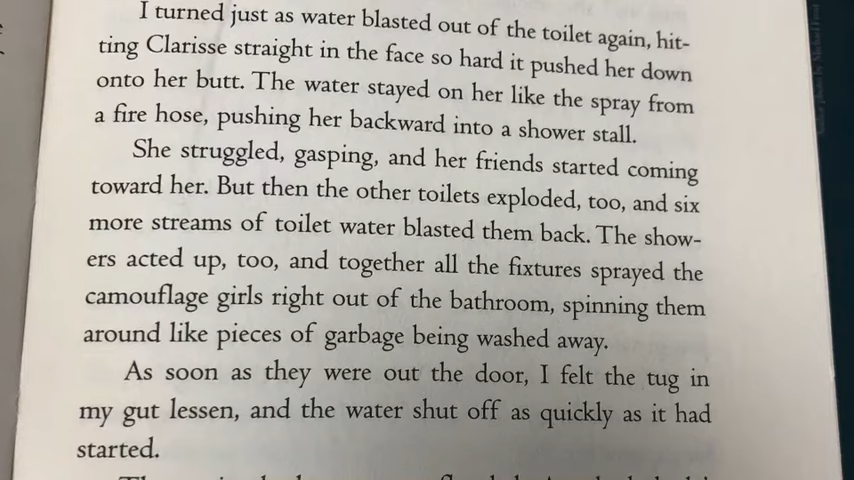 I turned just as water blasted out of the toilet again, hit-
ting Clarisse straight in the face so hard it pushed her down
onto her butt. The water stayed on her like the spray from
a fire hose, pushing her backward into a shower stall.
She struggled, gasping, and her friends started coming
toward her. But then the other toilets exploded, too, and six
more streams of toilet water blasted them back. The show-
ers acted up, too, and together all the fixtures sprayed the
camouflage girls right out of the bathroom, spinning them
around like pieces of garbage being washed away.
As soon as they were out the door, I felt the tug in
my gut lessen, and the water shut off as quickly as it had
started.